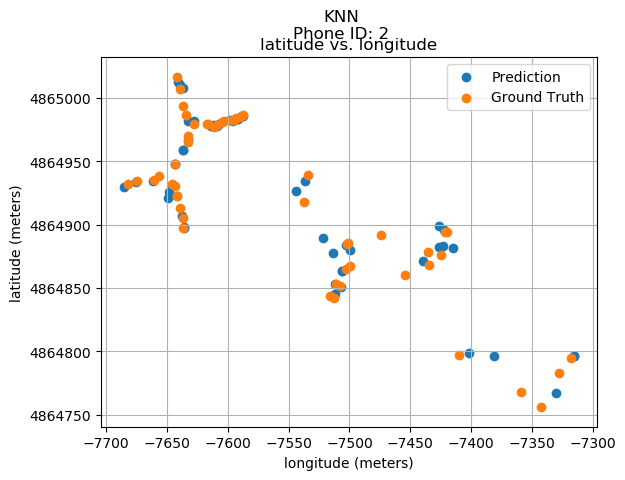 KNN
Phone ID: 2
latitude vs. longitude
Prediction
Ground Truth
4865000
4864950
4864900
4864850
4864800
4864750
latitude (meters)
−7700 −7650 −7600 −7550 −7500 −7450 −7400 −7350 −7300
longitude (meters)